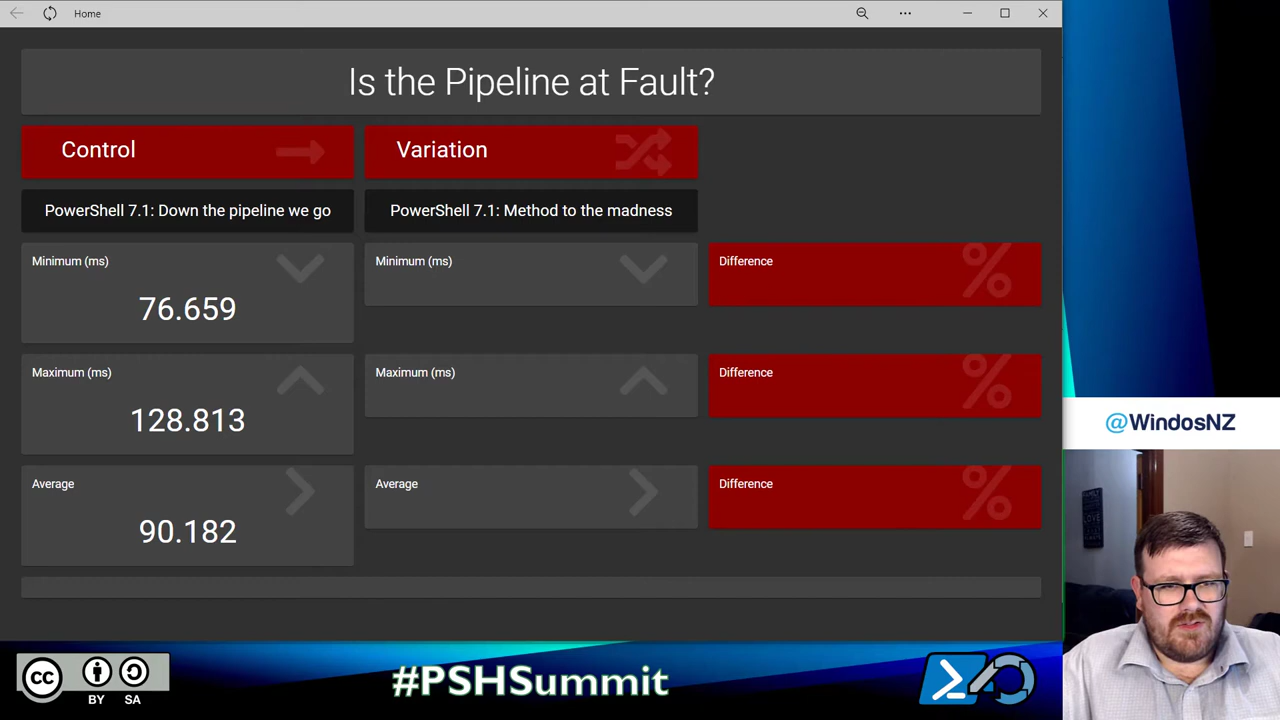 Home
Is the Pipeline at Fault?
Control
Variation
PowerShell 7.1: Down the pipeline we go
PowerShell 7.1: Method to the madness
Minimum (ms)
76.659
Minimum (ms)
Difference
%
Maximum (ms)
128.813
Maximum (ms)
Difference
%
Average
90.182
Average
Difference
%
@WindosNZ
CC
BY
SA
#PSHSummit